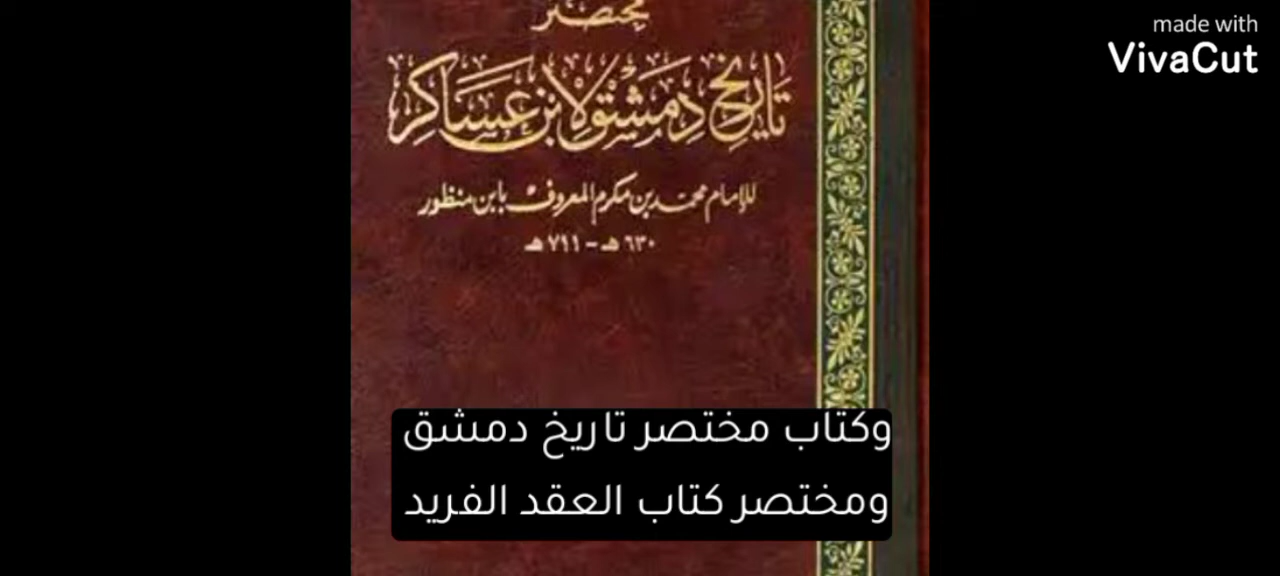 made with
VivaCut
مختصر
تاريخ دمشق لابن عساكر
للإمام محمد بن مكرم المعروف بابن منظور
٦٣٠ هـ - ٧١١ هـ
وكتاب مختصر تاريخ دمشق
ومختصر كتاب العقد الفريد